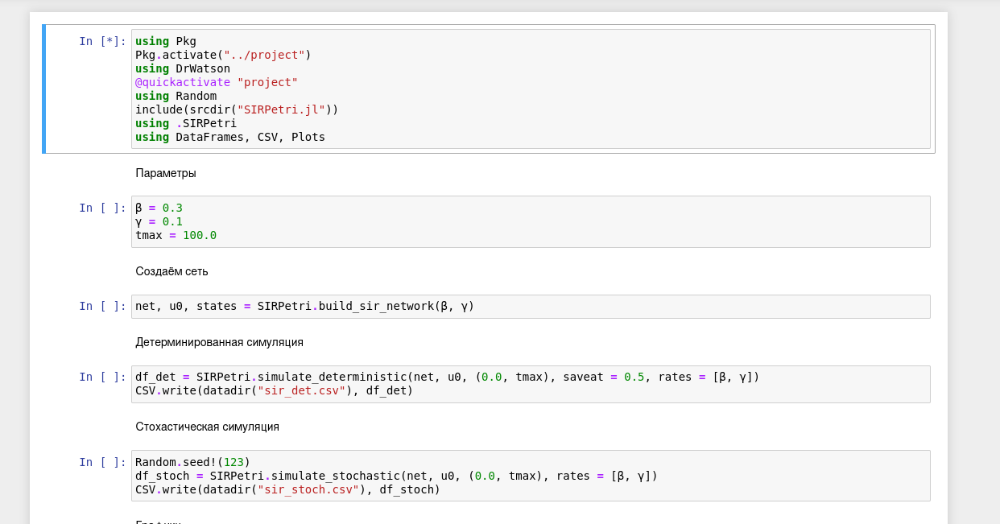 In [*]: using Pkg
Pkg.activate("../project")
using DrWatson
@quickactivate "project"
using Random
include(srcdir("SIRPetri.jl"))
using .SIRPetri
using DataFrames, CSV, Plots
Параметры
In [ ]: β = 0.3
γ = 0.1
tmax = 100.0
Создаём сеть
In [ ]: net, u0, states = SIRPetri.build_sir_network(β, γ)
Детерминированная симуляция
In [ ]: df_det = SIRPetri.simulate_deterministic(net, u0, (0.0, tmax), saveat = 0.5, rates = [β, γ])
CSV.write(datadir("sir_det.csv"), df_det)
Стохастическая симуляция
In [ ]: Random.seed!(123)
df_stoch = SIRPetri.simulate_stochastic(net, u0, (0.0, tmax), rates = [β, γ])
CSV.write(datadir("sir_stoch.csv"), df_stoch)